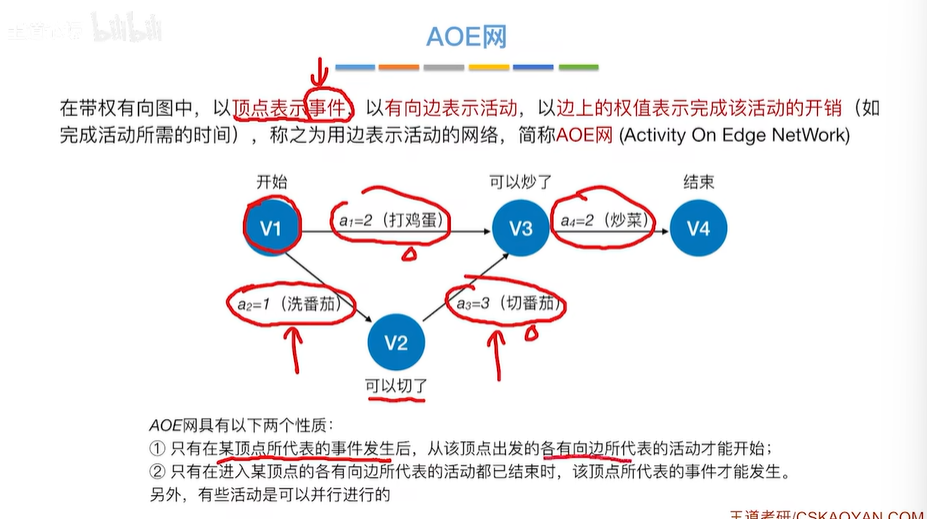 bilibili
AOE网
在带权有向图中，以顶点表示事件，以有向边表示活动，以边上的权值表示完成该活动的开销（如
完成活动所需的时间），称之为用边表示活动的网络，简称AOE网 (Activity On Edge NetWork)
开始
可以炒了
结束
V1
a₁=2（打鸡蛋）
V3
a₄=2（炒菜）
V4
a₂=1（洗番茄）
a₃=3（切番茄）
V2
可以切了
AOE网具有以下两个性质：
① 只有在某顶点所代表的事件发生后，从该顶点出发的各有向边所代表的活动才能开始；
② 只有在进入某顶点的各有向边所代表的活动都已结束时，该顶点所代表的事件才能发生。
另外，有些活动是可以并行进行的
王道考研/CSKAOYAN.COM